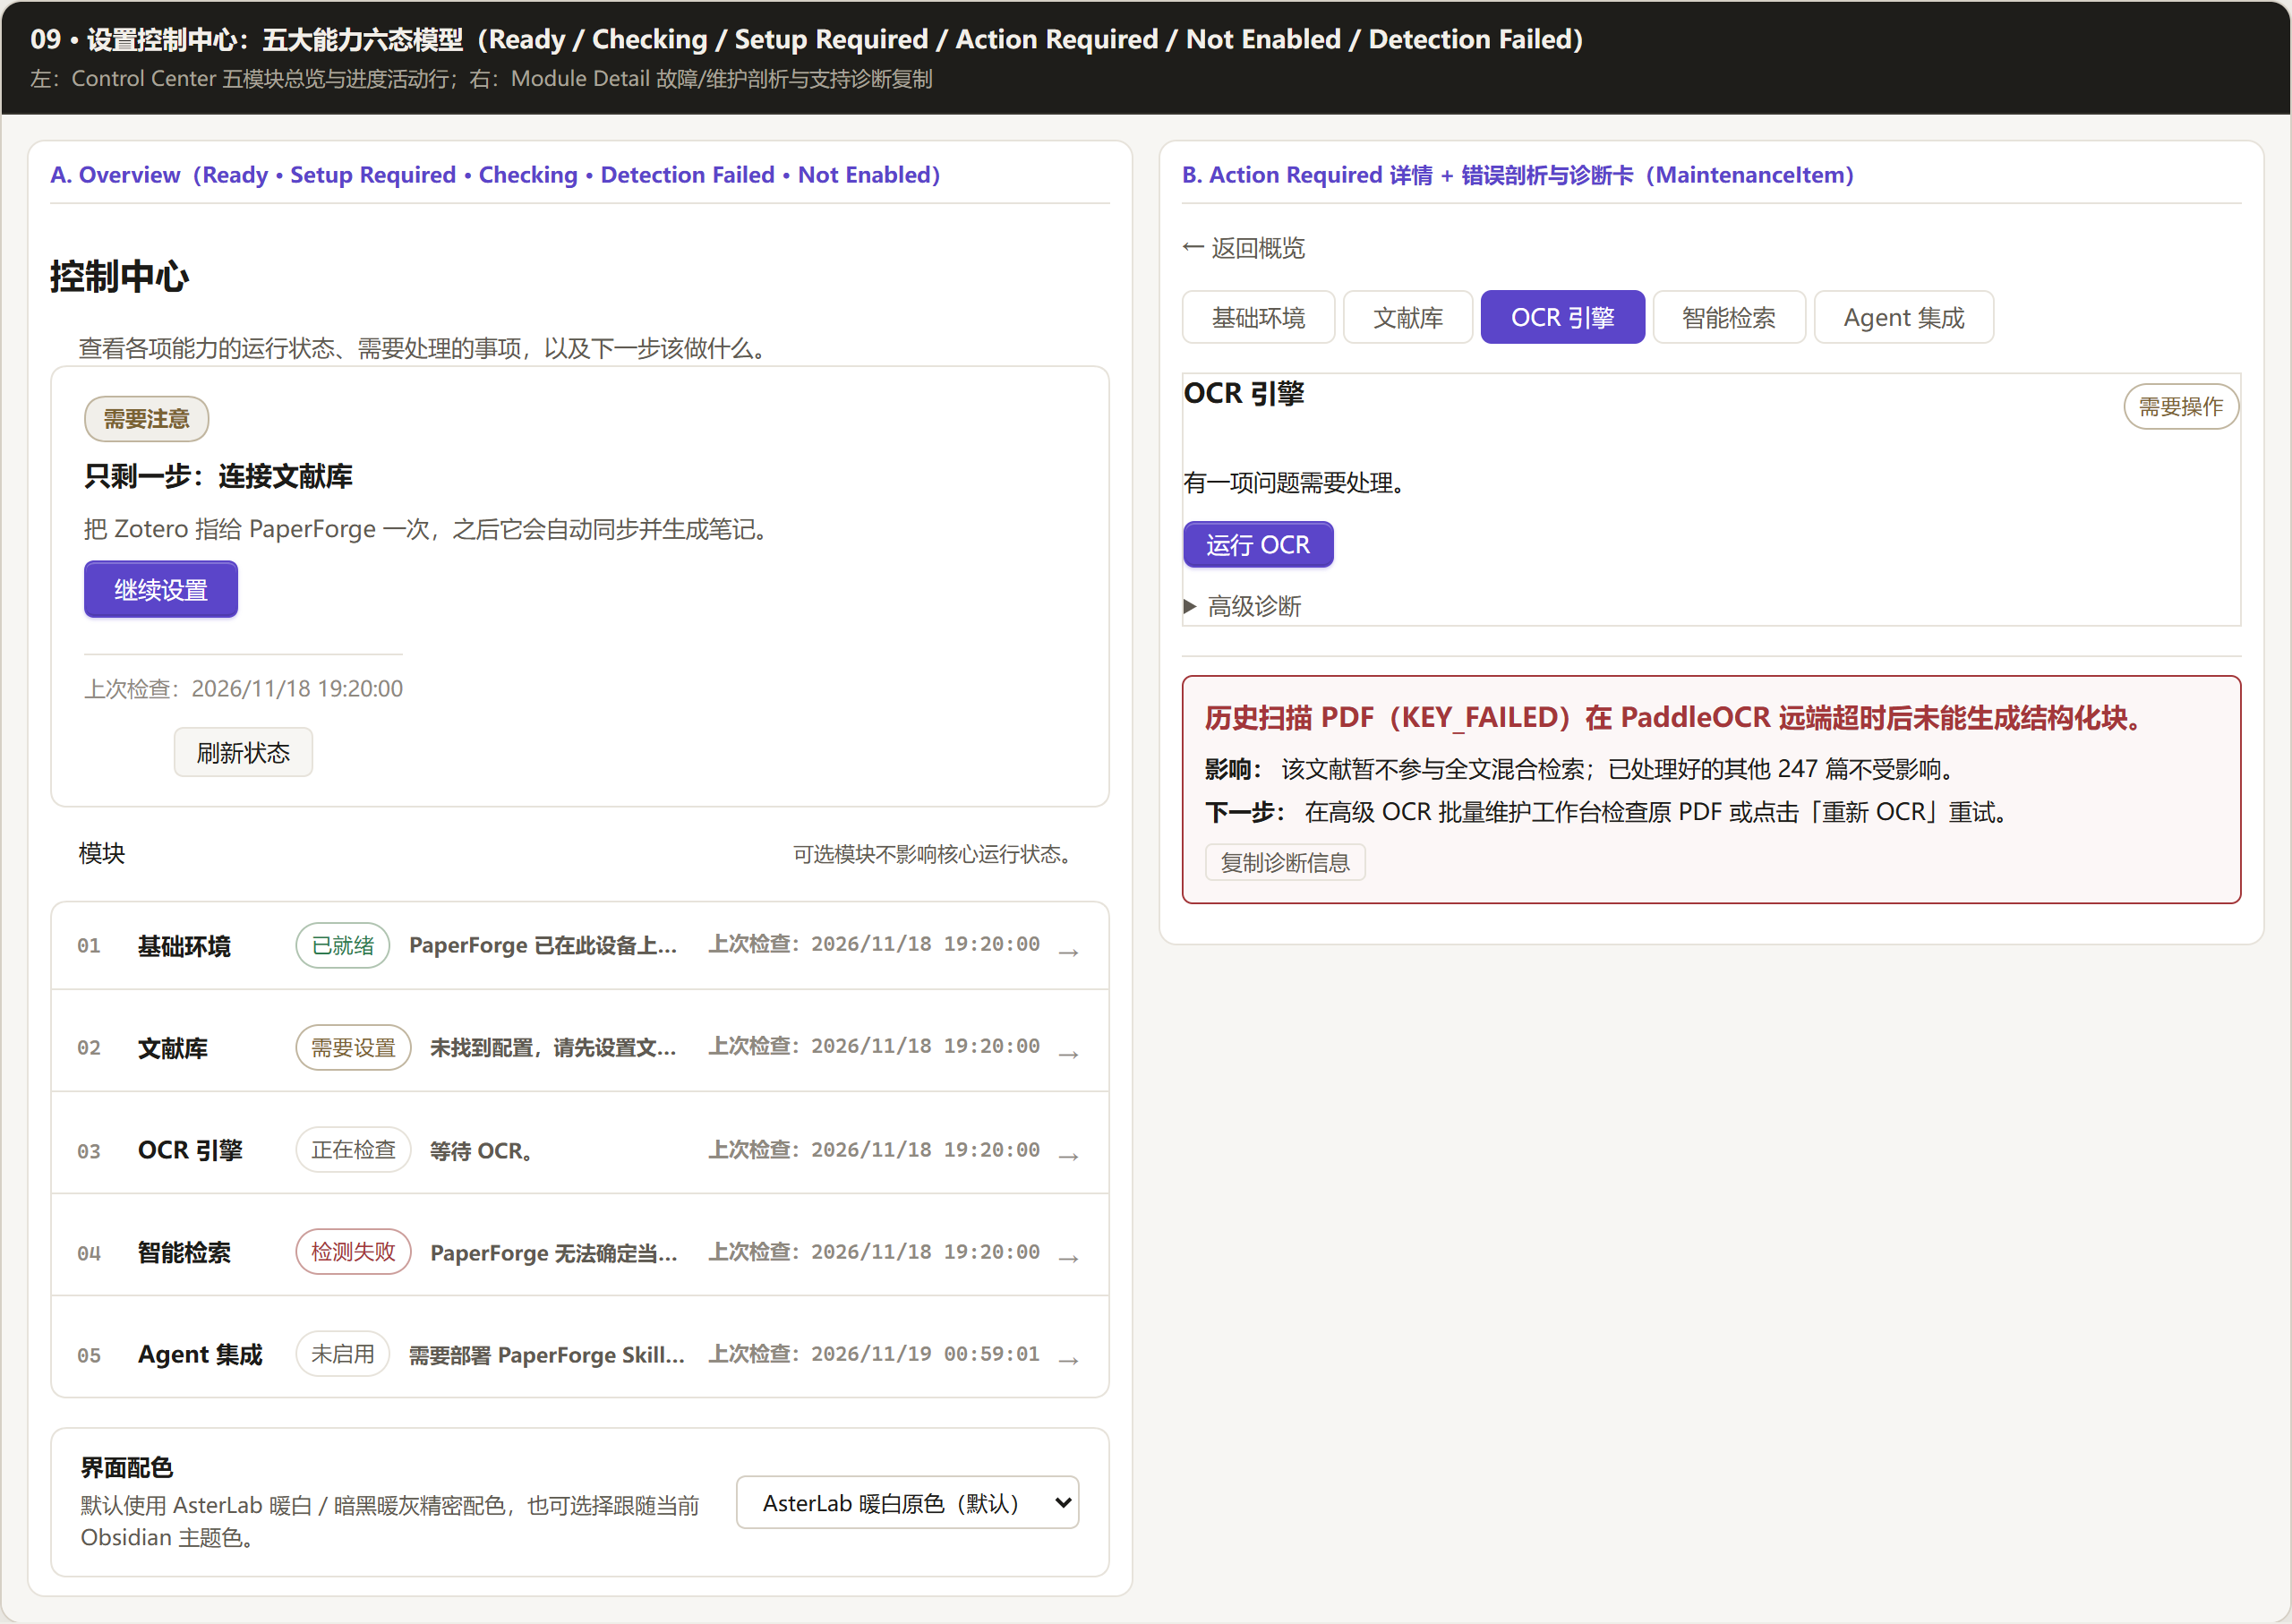 09 • 设置控制中心：五大能力六态模型（Ready / Checking / Setup Required / Action Required / Not Enabled / Detection Failed）
左：Control Center 五模块总览与进度活动行；右：Module Detail 故障/维护剖析与支持诊断复制
A. Overview（Ready • Setup Required • Checking • Detection Failed • Not Enabled）
控制中心
查看各项能力的运行状态、需要处理的事项，以及下一步该做什么。
需要注意
只剩一步：连接文献库
把 Zotero 指给 PaperForge 一次，之后它会自动同步并生成笔记。
继续设置
上次检查：2026/11/18 19:20:00
刷新状态
模块 可选模块不影响核心运行状态。
01 基础环境 已就绪 PaperForge 已在此设备上... 上次检查：2026/11/18 19:20:00 →
02 文献库 需要设置 未找到配置，请先设置文... 上次检查：2026/11/18 19:20:00 →
03 OCR 引擎 正在检查 等待 OCR。 上次检查：2026/11/18 19:20:00 →
04 智能检索 检测失败 PaperForge 无法确定当... 上次检查：2026/11/18 19:20:00 →
05 Agent 集成 未启用 需要部署 PaperForge Skill... 上次检查：2026/11/19 00:59:01 →
界面配色
默认使用 AsterLab 暖白 / 暗黑暖灰精密配色，也可选择跟随当前
Obsidian 主题色。
AsterLab 暖白原色（默认）
B. Action Required 详情 + 错误剖析与诊断卡（MaintenanceItem）
← 返回概览
基础环境 文献库 OCR 引擎 智能检索 Agent 集成
OCR 引擎 需要操作
有一项问题需要处理。
运行 OCR
▶ 高级诊断
历史扫描 PDF（KEY_FAILED）在 PaddleOCR 远端超时后未能生成结构化块。
影响： 该文献暂不参与全文混合检索；已处理好的其他 247 篇不受影响。
下一步： 在高级 OCR 批量维护工作台检查原 PDF 或点击「重新 OCR」重试。
复制诊断信息